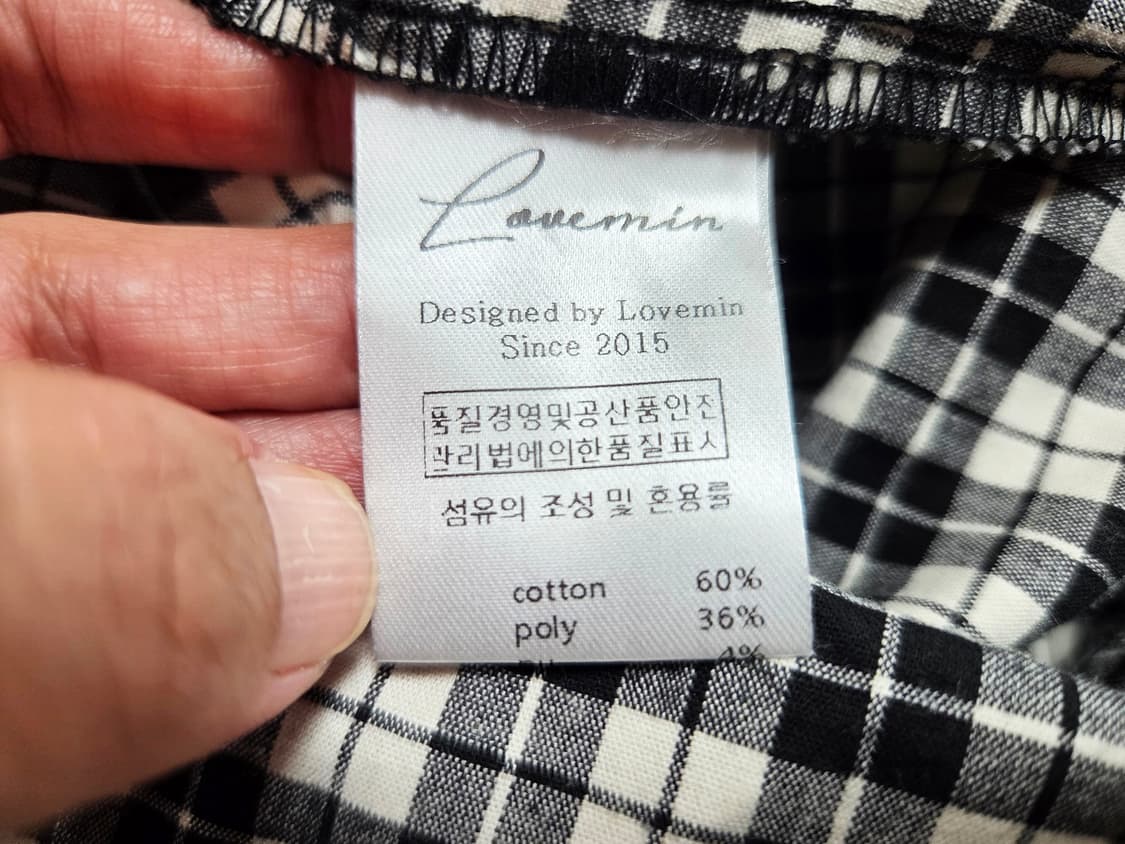 Lovemin
Designed by Lovemin
Since 2015
품질경영및공산품안전
관리법에의한품질표시
섬유의 조성 및 혼용률
cotton 60%
poly 36%
4%